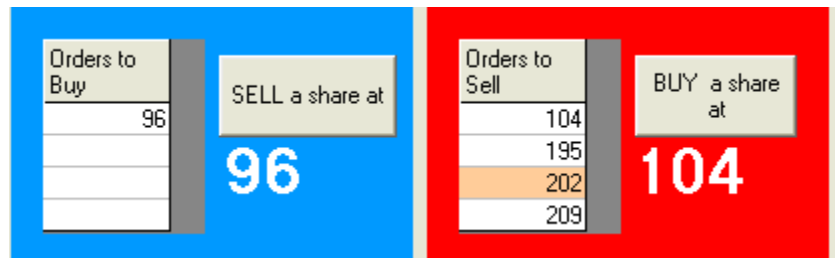 Orders to
Buy
96
SELL a share at
96
Orders to
Sell
104
195
202
209
BUY a share
at
104